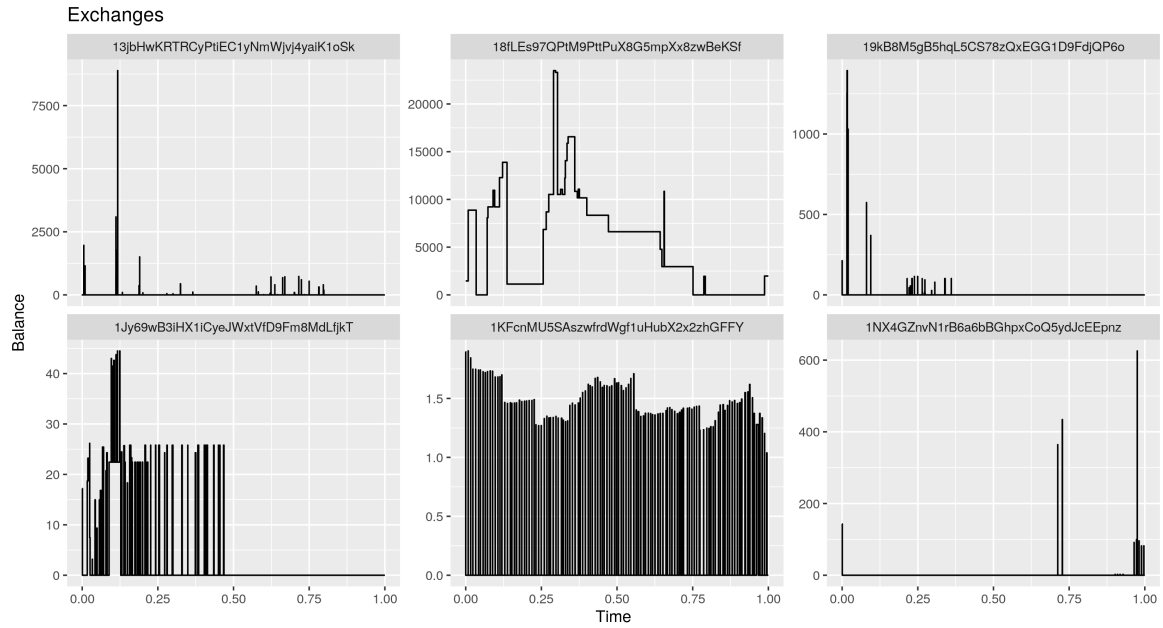 Exchanges
13jbHwKRTRCyPtiEC1yNmWjvj4yaiK1oSk
18fLEs97QPtM9PttPuX8G5mpXx8zwBeKSf
19kB8M5gB5hqL5CS78zQxEGG1D9FdjQP6o
7500
5000
2500
0
20000
15000
10000
5000
0
1000
500
0
Balance
1Jy69wB3iHX1iCyeJWxtVfD9Fm8MdLfjkT
1KFcnMU5SAszwfrdWgf1uHubX2x2zhGFFY
1NX4GZnvN1rB6a6bBGhpxCoQ5ydJcEEpnz
40
30
20
10
0
1.5
1.0
0.5
0.0
600
400
200
0
0.00 0.25 0.50 0.75 1.00
0.00 0.25 0.50 0.75 1.00
0.00 0.25 0.50 0.75 1.00
Time